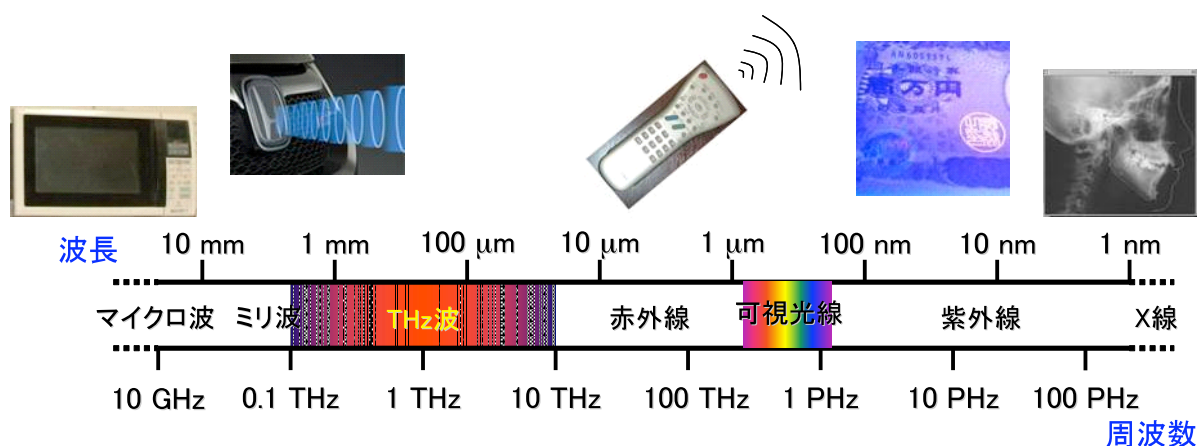 壱万円
波長
10 mm
1 mm
100 μm
10 μm
1 μm
100 nm
10 nm
1 nm
マイクロ波
ミリ波
THz波
赤外線
可視光線
紫外線
X線
10 GHz
0.1 THz
1 THz
10 THz
100 THz
1 PHz
10 PHz
100 PHz
周波数